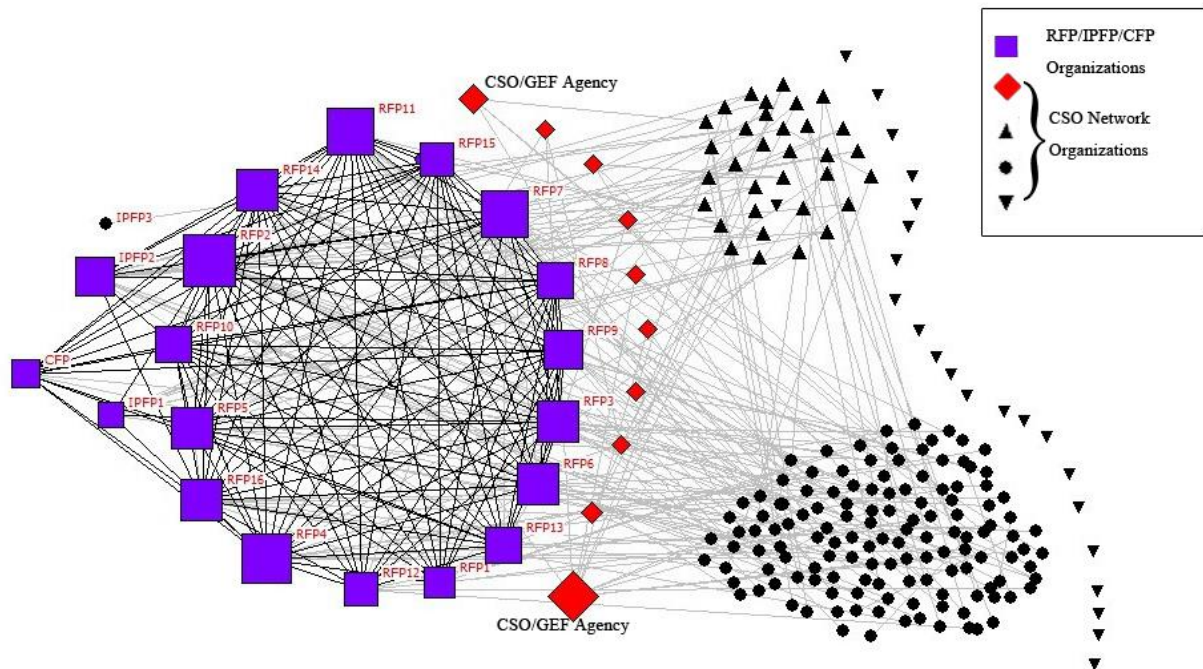 RFP/IPFP/CFP
Organizations
CSO Network
Organizations
CSO/GEF Agency
RFP11
RFP15
RFP14
RFP7
IPFP3
RFP2
IPFP2
RFP8
RFP10
RFP9
CFP
IPFP1
RFP5
RFP3
RFP6
RFP16
RFP4
RFP13
RFP12
RFP1
CSO/GEF Agency